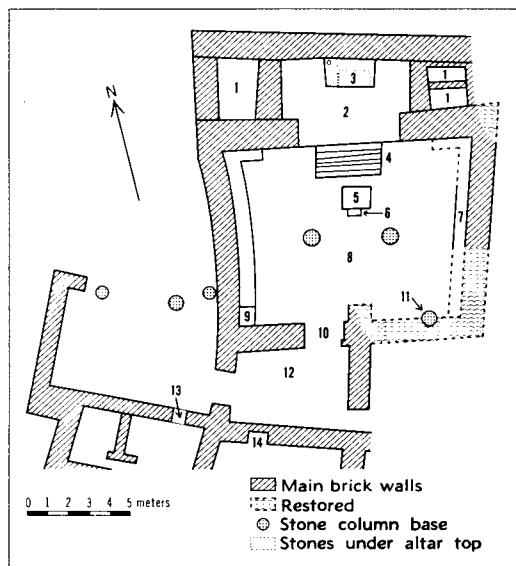 1
3
1
1
2
N
4
5
6
7
8
9
10
11
12
13
14
0 1 2 3 4 5 meters
Main brick walls
Restored
Stone column base
Stones under altar top